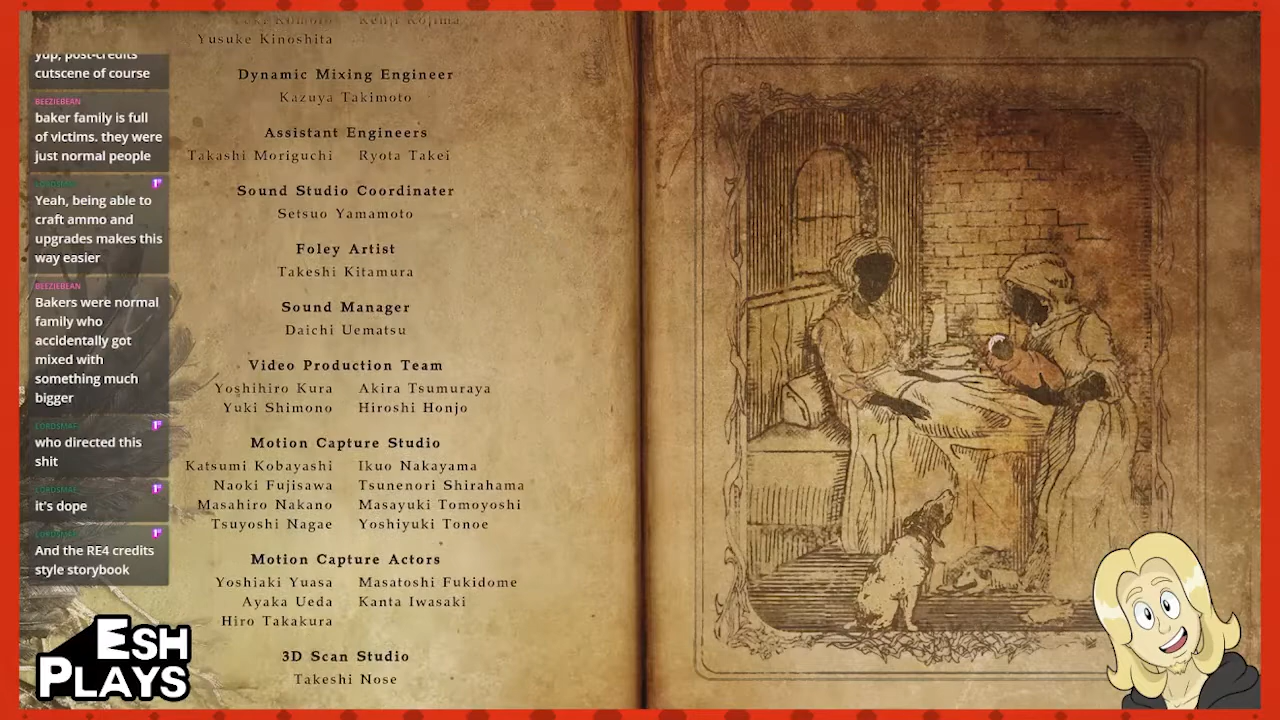 yup, post-credits
cutscene of course
BEEZIEBEAN
baker family is full
of victims. they were
just normal people
Yeah, being able to
craft ammo and
upgrades makes this
way easier
BEEZIEBEAN
Bakers were normal
family who
accidentally got
mixed with
something much
bigger
who directed this
shit
it's dope
And the RE4 credits
style storybook
ESH
PLAYS
Kenji Kojima
Yusuke Kinoshita
Dynamic Mixing Engineer
Kazuya Takimoto
Assistant Engineers
Takashi Moriguchi Ryota Takei
Sound Studio Coordinater
Setsuo Yamamoto
Foley Artist
Takeshi Kitamura
Sound Manager
Daichi Uematsu
Video Production Team
Yoshihiro Kura Akira Tsumuraya
Yuki Shimono Hiroshi Honjo
Motion Capture Studio
Katsumi Kobayashi Ikuo Nakayama
Naoki Fujisawa Tsunenori Shirahama
Masahiro Nakano Masayuki Tomoyoshi
Tsuyoshi Nagae Yoshiyuki Tonoe
Motion Capture Actors
Yoshiaki Yuasa Masatoshi Fukidome
Ayaka Ueda Kanta Iwasaki
Hiro Takakura
3D Scan Studio
Takeshi Nose